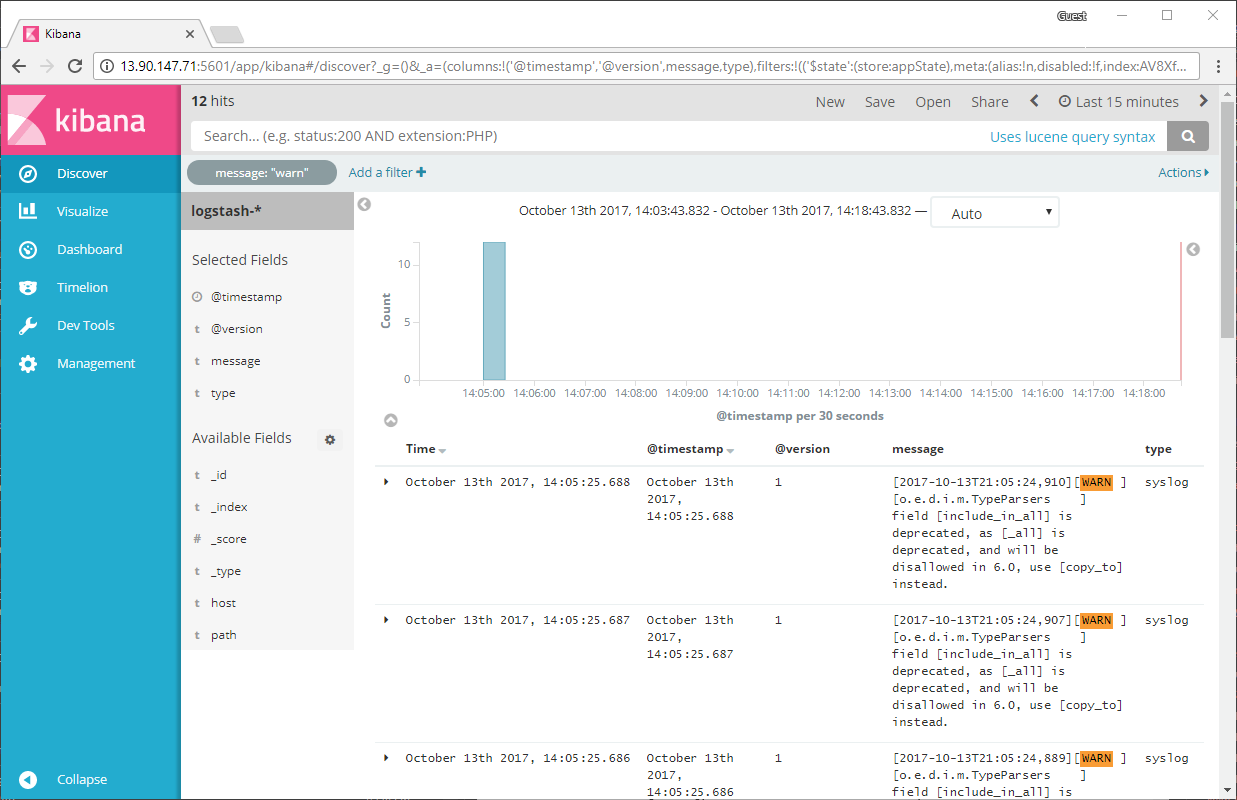 Guest
Kibana
13.90.147.71:5601/app/kibana#/discover?_g=()&_a=(columns:!('@timestamp','@version',message,type),filters:!(('$state':(store:appState),meta:(alias:!n,disabled:!f,index:AV8Xf...
kibana
12 hits
New Save Open Share Last 15 minutes
Search... (e.g. status:200 AND extension:PHP) Uses lucene query syntax
message: "warn" Add a filter Actions
Discover
Visualize
Dashboard
Timelion
Dev Tools
Management
Collapse
logstash-*
Selected Fields
@timestamp
t @version
t message
t type
Available Fields
t _id
t _index
# _score
t _type
t host
t path
October 13th 2017, 14:03:43.832 - October 13th 2017, 14:18:43.832 — Auto
Count
10
5
0
14:05:00 14:06:00 14:07:00 14:08:00 14:09:00 14:10:00 14:11:00 14:12:00 14:13:00 14:14:00 14:15:00 14:16:00 14:17:00 14:18:00
@timestamp per 30 seconds
Time @timestamp @version message type
October 13th 2017, 14:05:25.688 October 13th 1 [2017-10-13T21:05:24,910][WARN ] syslog
2017, [o.e.d.i.m.TypeParsers ]
14:05:25.688 field [include_in_all] is
deprecated, as [_all] is
deprecated, and will be
disallowed in 6.0, use [copy_to]
instead.
October 13th 2017, 14:05:25.687 October 13th 1 [2017-10-13T21:05:24,907][WARN ] syslog
2017, [o.e.d.i.m.TypeParsers ]
14:05:25.687 field [include_in_all] is
deprecated, as [_all] is
deprecated, and will be
disallowed in 6.0, use [copy_to]
instead.
October 13th 2017, 14:05:25.686 October 13th 1 [2017-10-13T21:05:24,889][WARN ] syslog
2017, [o.e.d.i.m.TypeParsers ]
14:05:25.686 field [include_in_all] is